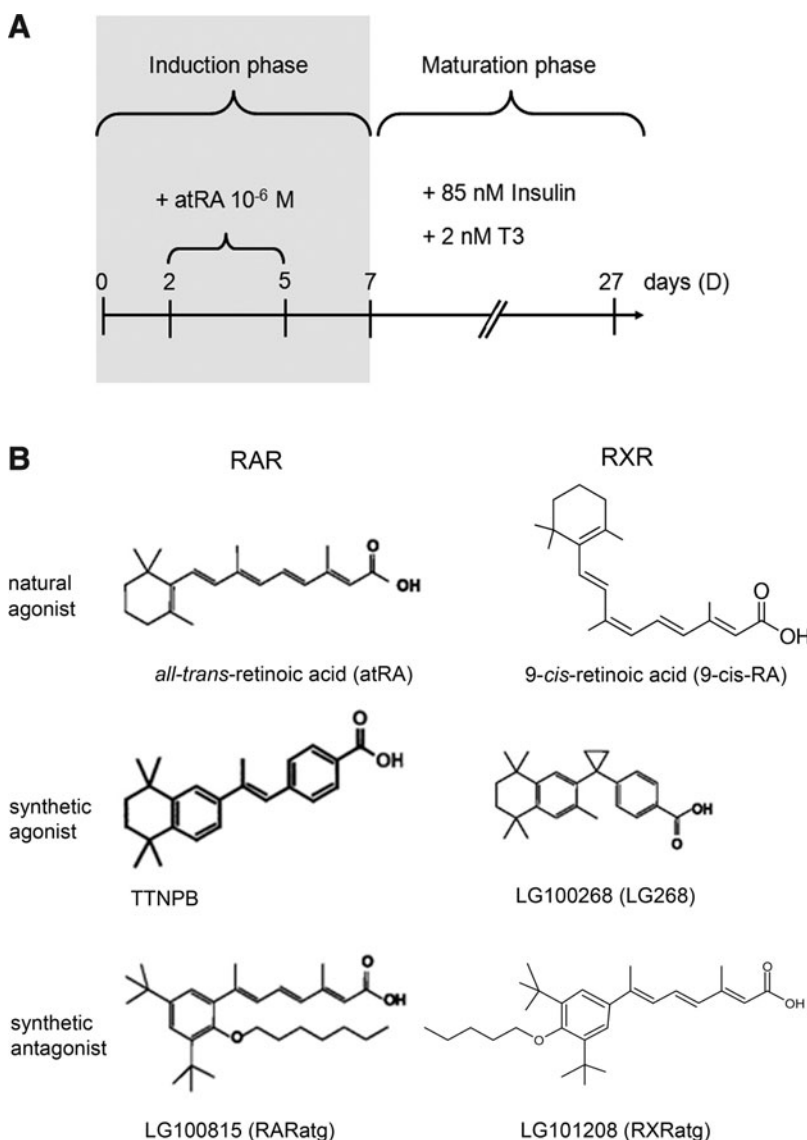 A
Induction phase Maturation phase
+ atRA 10⁻⁶ M + 85 nM Insulin
+ 2 nM T3
0 2 5 7 27 days (D)
B
RAR RXR
natural
agonist
O
OH
O
OH
all-trans-retinoic acid (atRA) 9-cis-retinoic acid (9-cis-RA)
synthetic
agonist
O
OH
OH
O
TTNPB LG100268 (LG268)
synthetic
antagonist
O
OH
O
O
OH
O
LG100815 (RARatg) LG101208 (RXRatg)